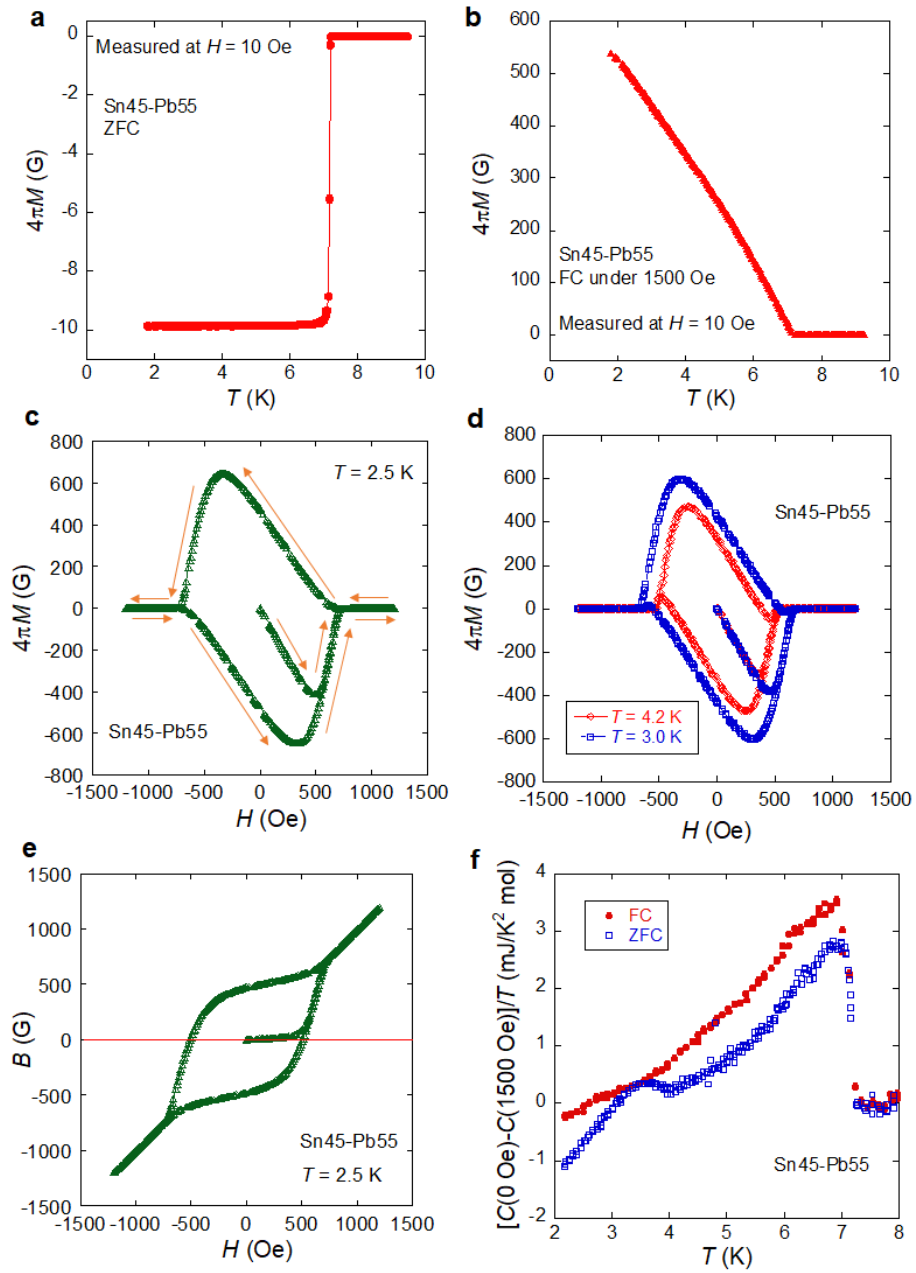 a
Measured at H = 10 Oe
Sn45-Pb55
ZFC
4πM (G)
0
-2
-4
-6
-8
-10
0 2 4 6 8 10
T (K)
b
600
500
400
300
200
100
0
4πM (G)
Sn45-Pb55
FC under 1500 Oe
Measured at H = 10 Oe
0 2 4 6 8 10
T (K)
c
800
600
400
200
0
-200
-400
-600
-800
4πM (G)
T = 2.5 K
Sn45-Pb55
-1500 -1000 -500 0 500 1000 1500
H (Oe)
d
800
600
400
200
0
-200
-400
-600
-800
4πM (G)
Sn45-Pb55
T = 4.2 K
T = 3.0 K
-1500 -1000 -500 0 500 1000 1500
H (Oe)
e
1500
1000
500
0
-500
-1000
-1500
B (G)
Sn45-Pb55
T = 2.5 K
-1500 -1000 -500 0 500 1000 1500
H (Oe)
f
[C(0 Oe)-C(1500 Oe)]/T (mJ/K² mol)
4
3
2
1
0
-1
-2
FC
ZFC
Sn45-Pb55
2 3 4 5 6 7 8
T (K)